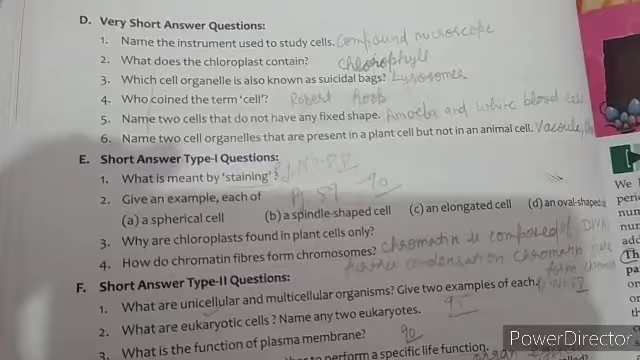 D. Very Short Answer Questions:
1. Name the instrument used to study cells. Compound microscope
2. What does the chloroplast contain? Chlorophyll
3. Which cell organelle is also known as suicidal bags? Lysosomes
4. Who coined the term 'cell'? Robert
5. Name two cells that do not have any fixed shape. Amoeba and white blood
6. Name two cell organelles that are present in a plant cell but not in an animal cell.
E. Short Answer Type-I Questions:
1. What is meant by 'staining'?
2. Give an example, each of
(a) a spherical cell (b) a spindle-shaped cell (c) an elongated cell (d) an oval-shaped
3. Why are chloroplasts found in plant cells only?
4. How do chromatin fibres form chromosomes? Chromatin is composed of DNA
further condensation chromatin
form
F. Short Answer Type-II Questions:
1. What are unicellular and multicellular organisms? Give two examples of each.
2. What are eukaryotic cells? Name any two eukaryotes.
3. What is the function of plasma membrane? 90
to perform a specific life function.
We
PowerDirector